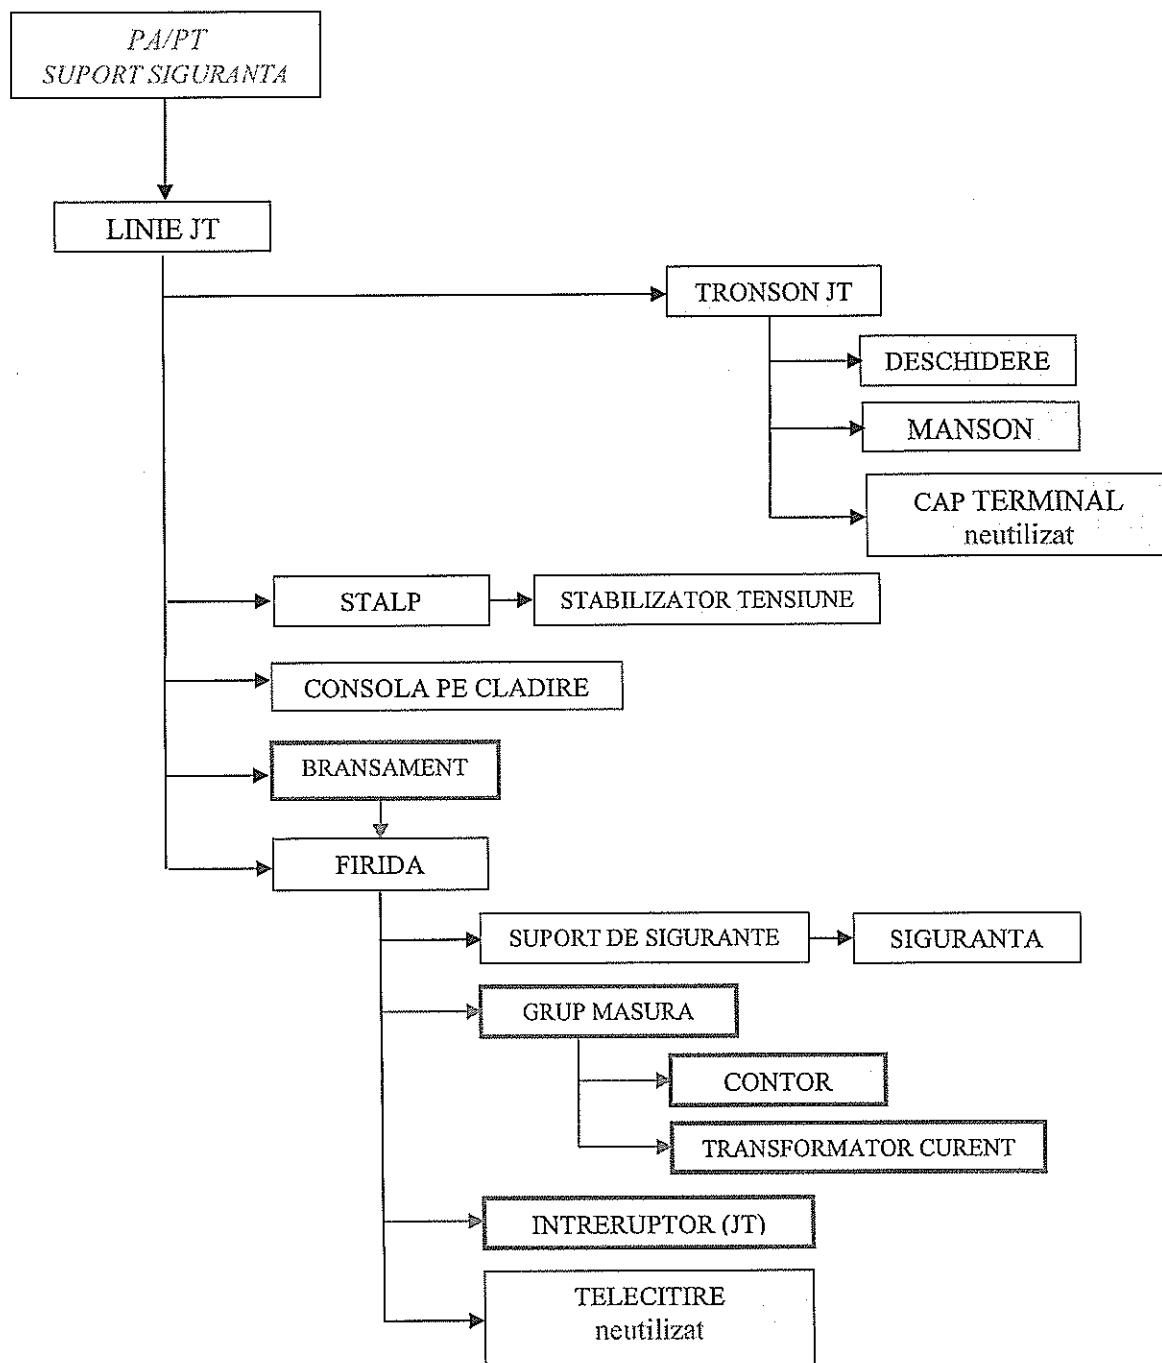 PA/PT
SUPORT SIGURANTA
LINIE JT
TRONSON JT
DESCHIDERE
MANSON
CAP TERMINAL
neutilizat
STALP
STABILIZATOR TENSIUNE
CONSOLA PE CLADIRE
BRANSAMENT
FIRIDA
SUPORT DE SIGURANTE
SIGURANTA
GRUP MASURA
CONTOR
TRANSFORMATOR CURENT
INTRERUPTOR (JT)
TELECITIRE
neutilizat